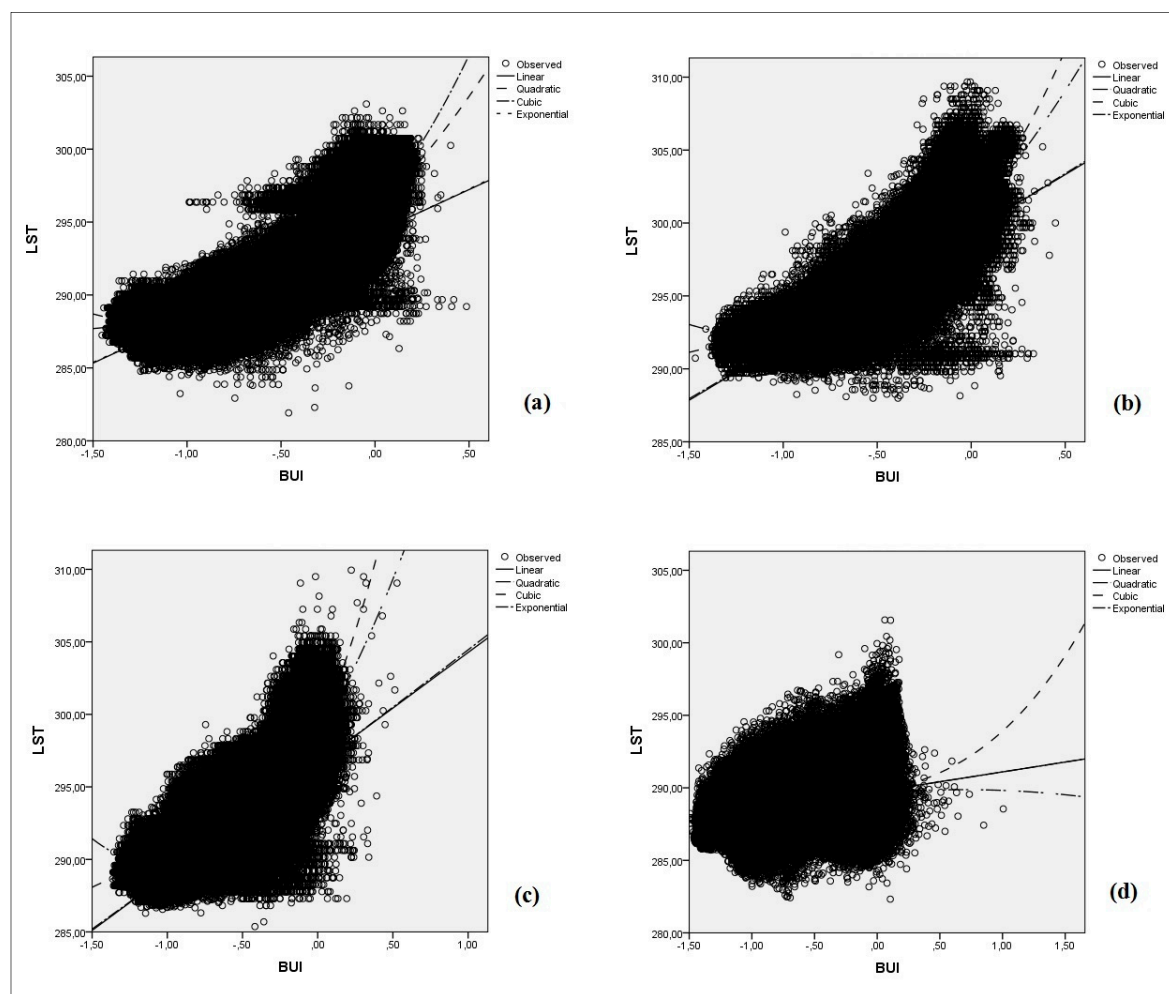 305,00
300,00
295,00
290,00
285,00
280,00
LST
-1,50
-1,00
-,50
,00
,50
BUI
Observed
Linear
Quadratic
Cubic
Exponential
(a)
310,00
305,00
300,00
295,00
290,00
285,00
LST
-1,50
-1,00
-,50
,00
,50
BUI
Observed
Linear
Quadratic
Cubic
Exponential
(b)
310,00
305,00
300,00
295,00
290,00
285,00
LST
-1,50
-1,00
-,50
,00
,50
1,00
BUI
Observed
Linear
Quadratic
Cubic
Exponential
(c)
305,00
300,00
295,00
290,00
285,00
280,00
LST
-1,50
-1,00
-,50
,00
,50
1,00
1,50
BUI
Observed
Linear
Quadratic
Cubic
Exponential
(d)